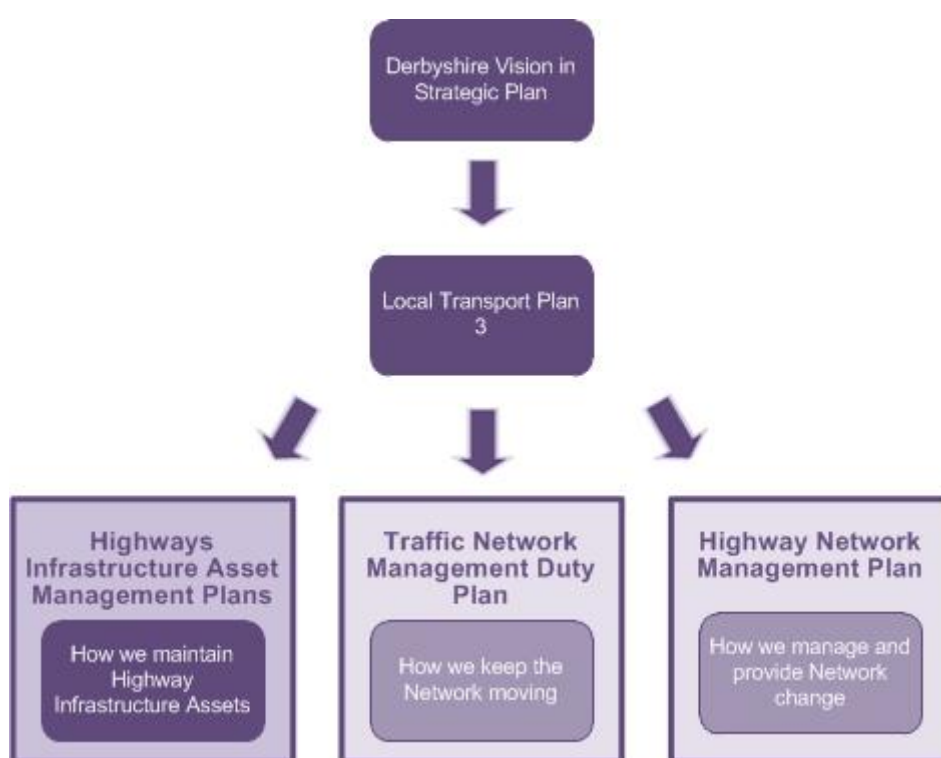 Derbyshire Vision in
Strategic Plan
Local Transport Plan
3
Highways
Infrastructure Asset
Management Plans
How we maintain
Highway
Infrastructure Assets
Traffic Network
Management Duty
Plan
How we keep the
Network moving
Highway Network
Management Plan
How we manage and
provide Network
change